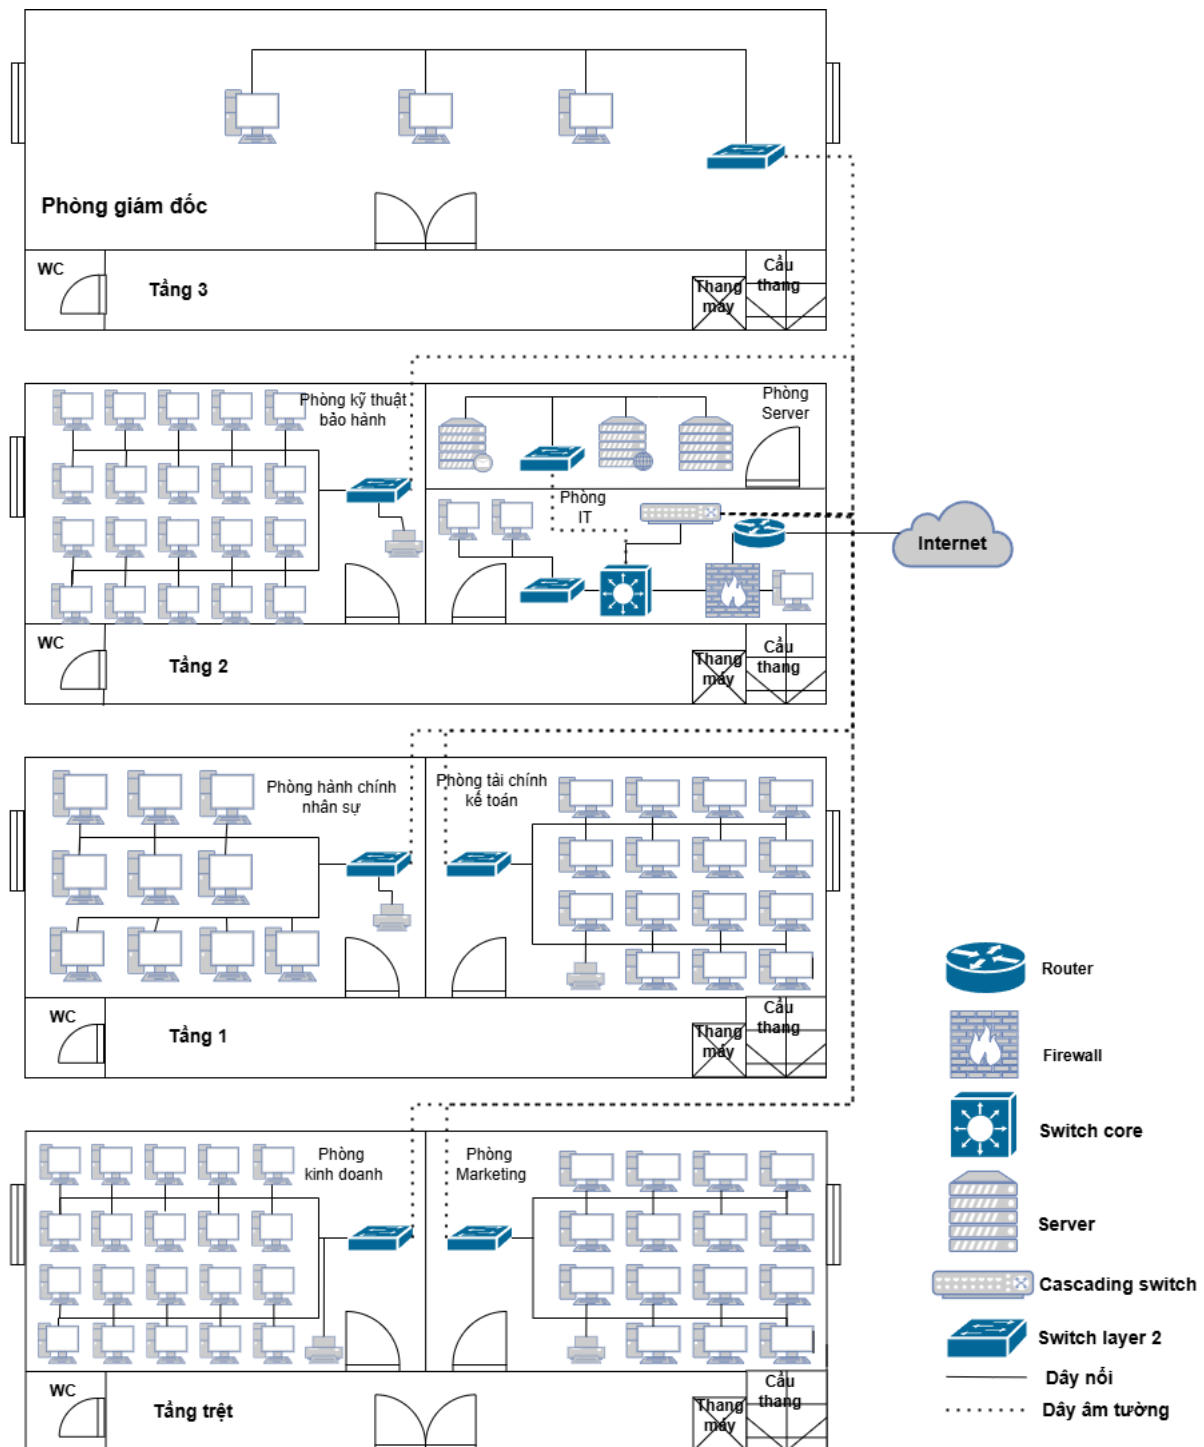 Phòng giám đốc
WC
Tầng 3
Thang
máy
Cầu
thang
Phòng kỹ thuật
bảo hành
Phòng
Server
Phòng
IT
Internet
WC
Tầng 2
Thang
máy
Cầu
thang
Phòng hành chính
nhân sự
Phòng tài chính
kế toán
WC
Tầng 1
Thang
máy
Cầu
thang
Phòng
kinh doanh
Phòng
Marketing
WC
Tầng trệt
Thang
máy
Cầu
thang
Router
Firewall
Switch core
Server
Cascading switch
Switch layer 2
Dây nối
Dây âm tường